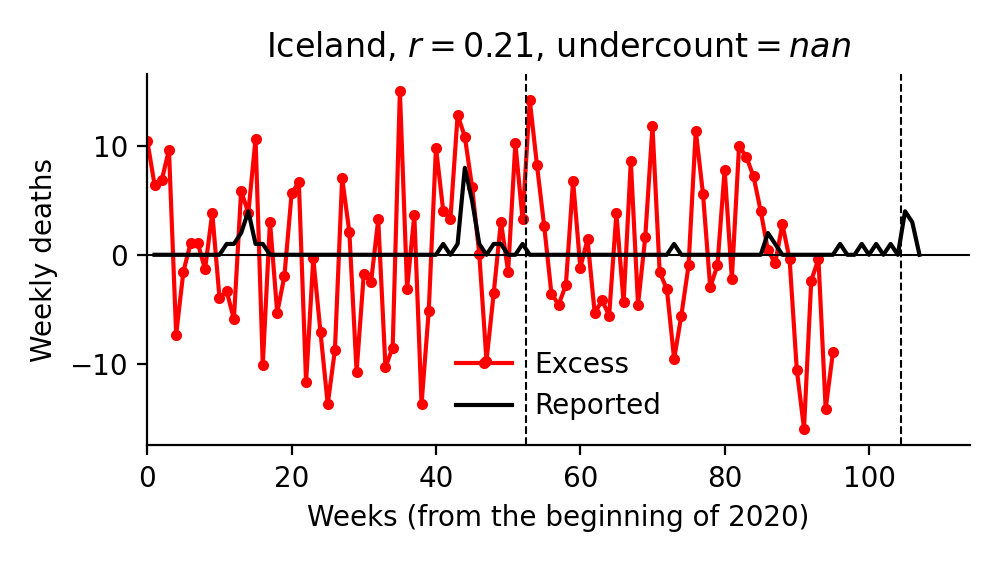 Iceland, r = 0.21, undercount = nan
Weekly deaths
10
0
−10
Excess
Reported
0 20 40 60 80 100
Weeks (from the beginning of 2020)